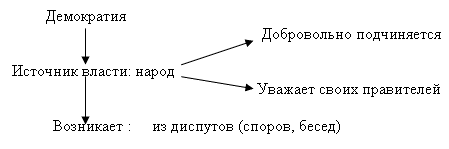 Демократия
Добровольно подчиняется
Источник власти: народ
Уважает своих правителей
Возникает : из диспутов (споров, бесед)